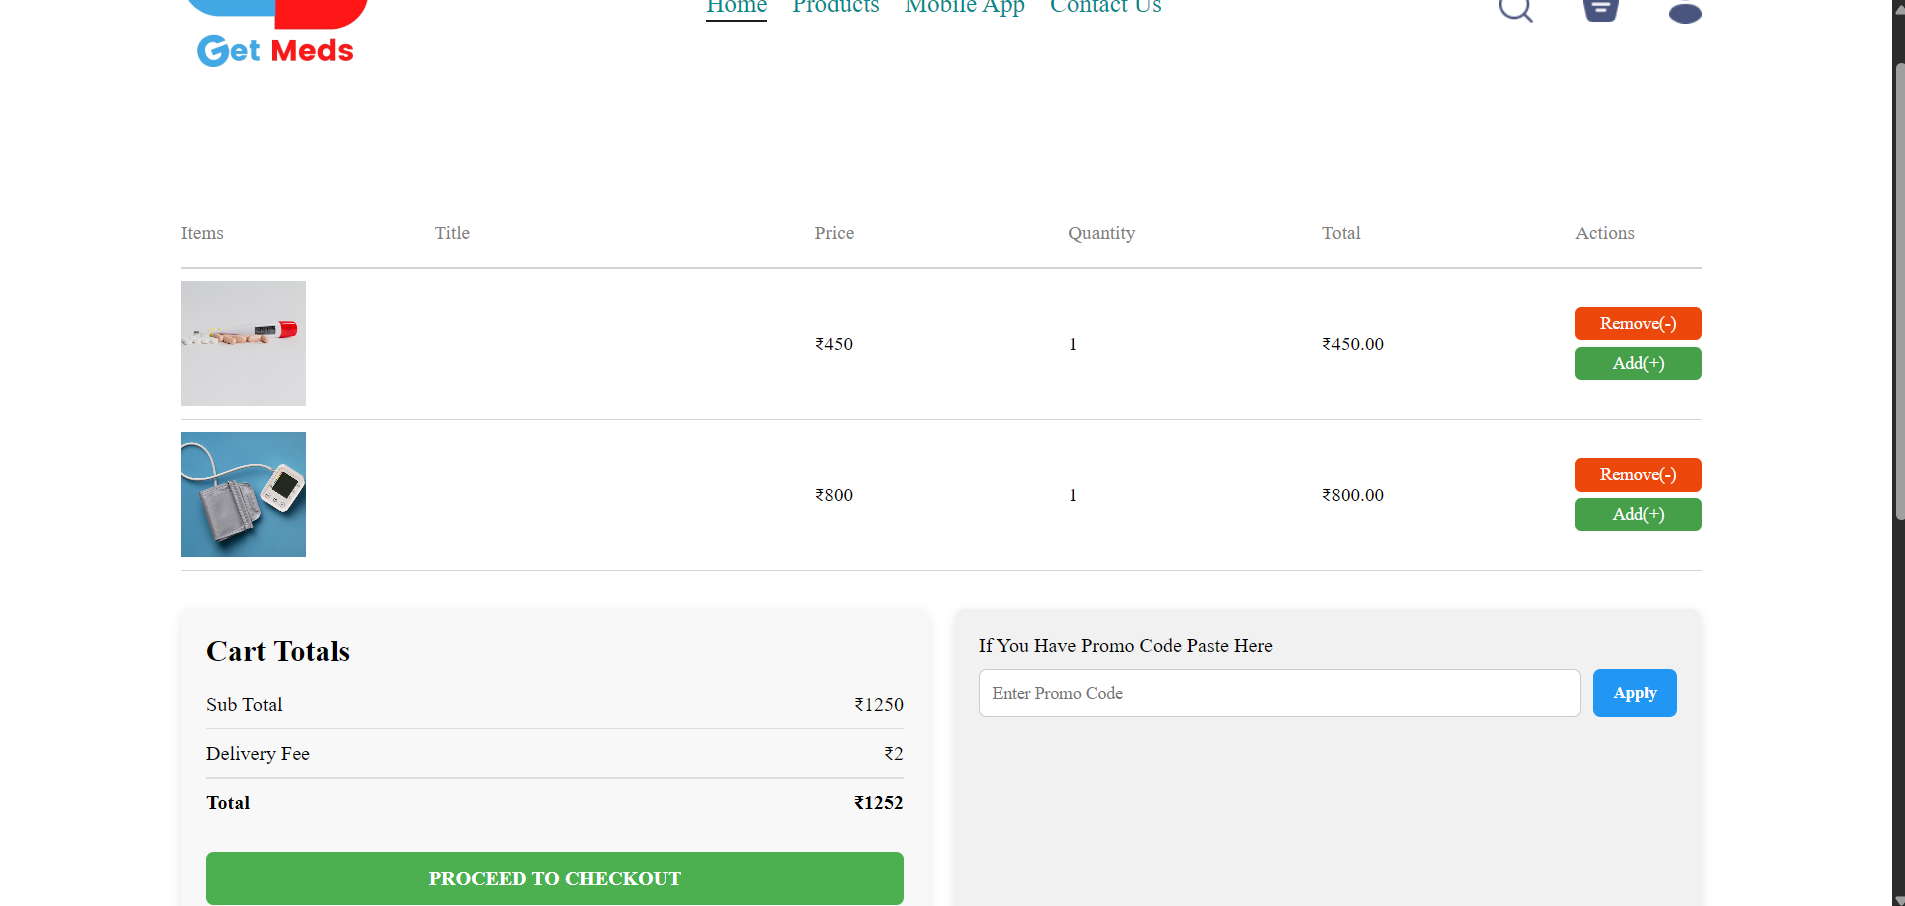 Home Products Mobile App Contact Us
Get Meds
Items Title Price Quantity Total Actions
₹450 1 ₹450.00 Remove(-)
Add(+)
₹800 1 ₹800.00 Remove(-)
Add(+)
Cart Totals
Sub Total ₹1250
Delivery Fee ₹2
Total ₹1252
PROCEED TO CHECKOUT
If You Have Promo Code Paste Here
Enter Promo Code Apply